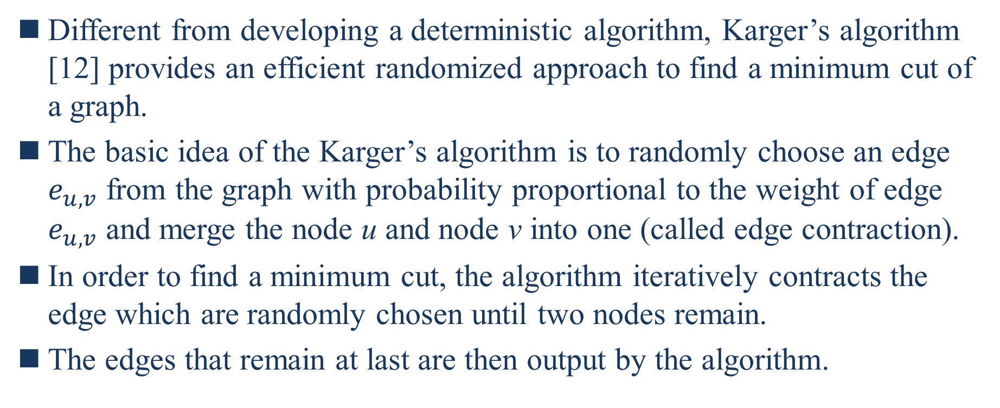 ■ Different from developing a deterministic algorithm, Karger’s algorithm
[12] provides an efficient randomized approach to find a minimum cut of
a graph.
■ The basic idea of the Karger’s algorithm is to randomly choose an edge
e_{u,v} from the graph with probability proportional to the weight of edge
e_{u,v} and merge the node u and node v into one (called edge contraction).
■ In order to find a minimum cut, the algorithm iteratively contracts the
edge which are randomly chosen until two nodes remain.
■ The edges that remain at last are then output by the algorithm.